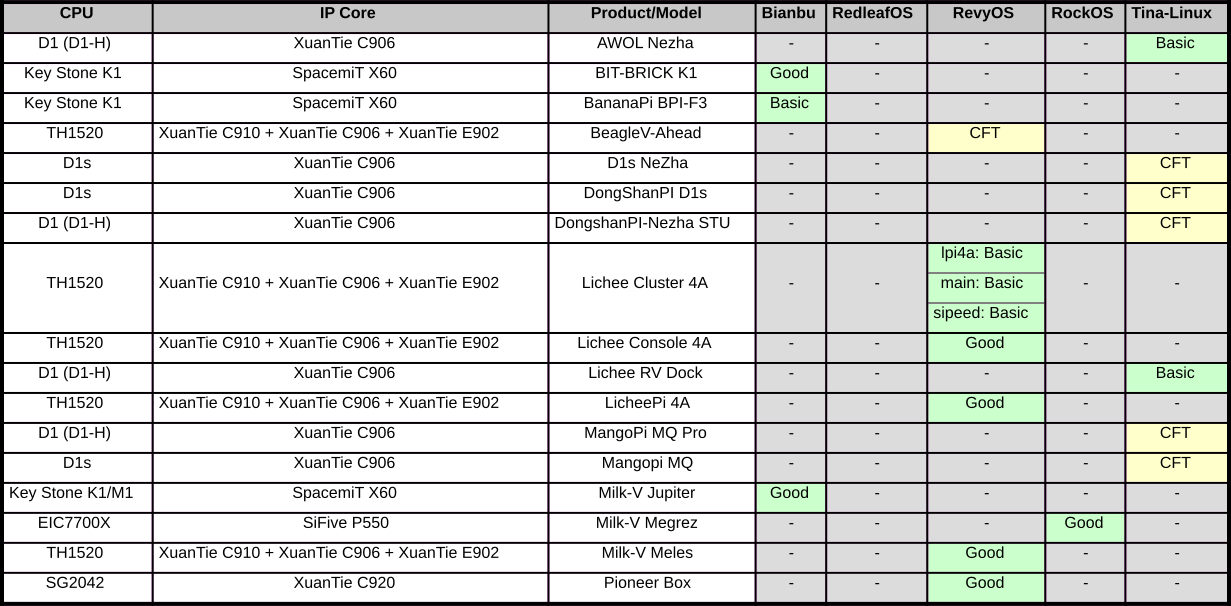 CPU IP Core Product/Model Bianbu RedleafOS RevyOS RockOS Tina-Linux
D1 (D1-H) XuanTie C906 AWOL Nezha - - - - Basic
Key Stone K1 SpacemiT X60 BIT-BRICK K1 Good - - - -
Key Stone K1 SpacemiT X60 BananaPi BPI-F3 Basic - - - -
TH1520 XuanTie C910 + XuanTie C906 + XuanTie E902 BeagleV-Ahead - - CFT - -
D1s XuanTie C906 D1s NeZha - - - - CFT
D1s XuanTie C906 DongShanPI D1s - - - - CFT
D1 (D1-H) XuanTie C906 DongshanPI-Nezha STU - - - - CFT
lpi4a: Basic
TH1520 XuanTie C910 + XuanTie C906 + XuanTie E902 Lichee Cluster 4A - - main: Basic - -
sipeed: Basic
TH1520 XuanTie C910 + XuanTie C906 + XuanTie E902 Lichee Console 4A - - Good - -
D1 (D1-H) XuanTie C906 Lichee RV Dock - - - - Basic
TH1520 XuanTie C910 + XuanTie C906 + XuanTie E902 LicheePi 4A - - Good - -
D1 (D1-H) XuanTie C906 MangoPi MQ Pro - - - - CFT
D1s XuanTie C906 Mangopi MQ - - - - CFT
Key Stone K1/M1 SpacemiT X60 Milk-V Jupiter Good - - - -
EIC7700X SiFive P550 Milk-V Megrez - - - Good -
TH1520 XuanTie C910 + XuanTie C906 + XuanTie E902 Milk-V Meles - - Good - -
SG2042 XuanTie C920 Pioneer Box - - Good - -